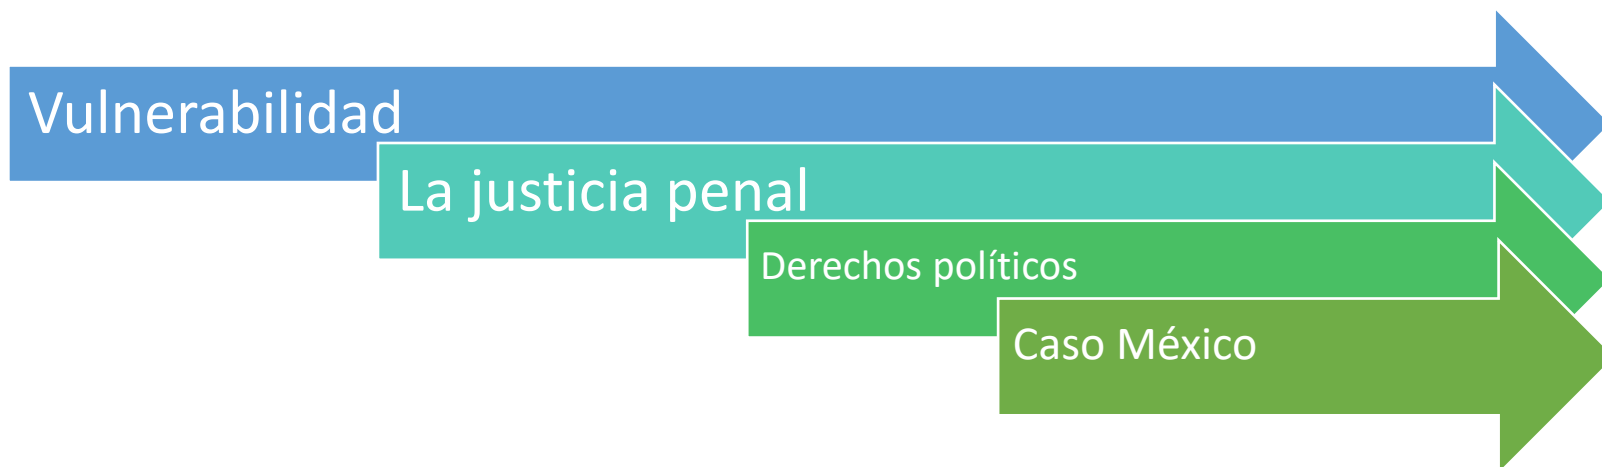 Vulnerabilidad
La justicia penal
Derechos políticos
Caso México